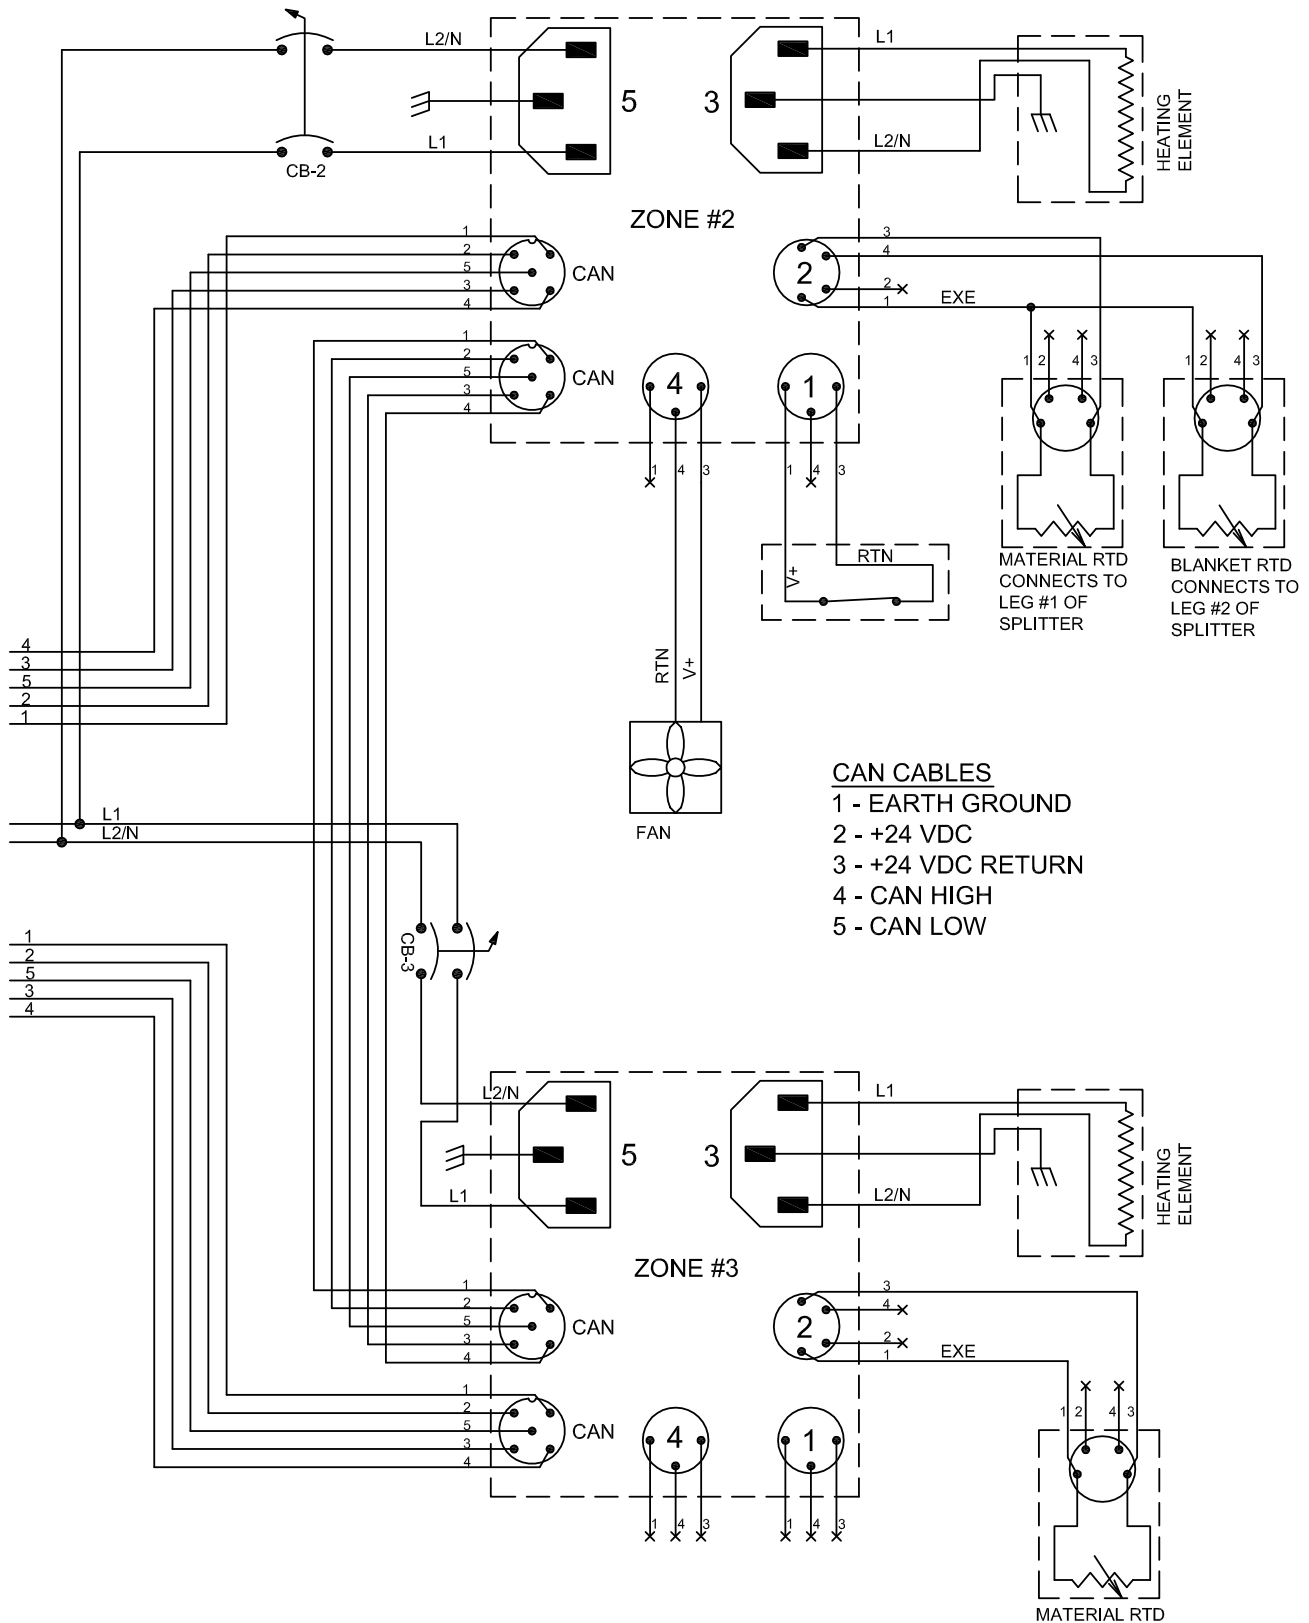 L2/N
5
L1
CB-2
3
L1
L2/N
HEATING
ELEMENT
ZONE #2
1
2
5
3
4
CAN
1
2
5
3
4
CAN
2
3
4
2
1
EXE
4
1
4
3
1
1
4
3
1
2
4
3
1
2
4
3
MATERIAL RTD
CONNECTS TO
LEG #1 OF
SPLITTER
BLANKET RTD
CONNECTS TO
LEG #2 OF
SPLITTER
V+
RTN
RTN
V+
FAN
4
3
5
2
1
L1
L2/N
CAN CABLES
1 - EARTH GROUND
2 - +24 VDC
3 - +24 VDC RETURN
4 - CAN HIGH
5 - CAN LOW
CB-3
1
2
5
3
4
L2/N
5
L1
3
L1
L2/N
HEATING
ELEMENT
ZONE #3
1
2
5
3
4
CAN
1
2
5
3
4
CAN
2
3
4
2
1
EXE
4
1
4
3
1
1
4
3
1
2
4
3
MATERIAL RTD